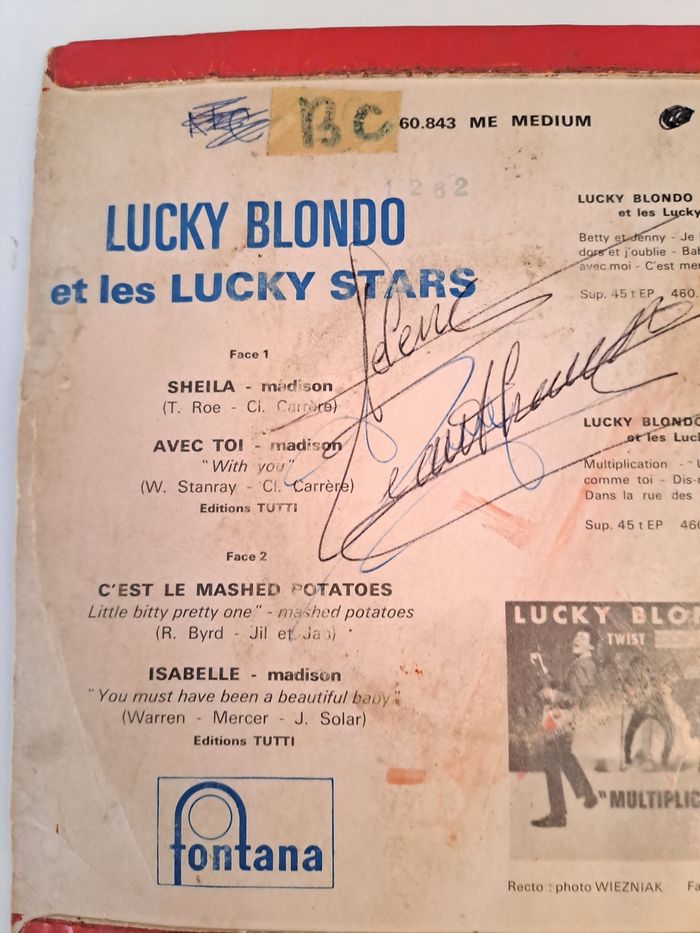 BC
60.843 ME MEDIUM
1 2 6 2
LUCKY BLONDO
et les LUCKY STARS
Face 1
SHEILA - madison
(T. Roe - Cl. Carrère)
AVEC TOI - madison
"With you"
(W. Stanray - Cl. Carrère)
Editions TUTTI
Face 2
C'EST LE MASHED POTATOES
Little bitty pretty one" - mashed potatoes
(R. Byrd - Jil et Jan)
ISABELLE - madison
"You must have been a beautiful baby"
(Warren - Mercer - J. Solar)
Editions TUTTI
fontana
LUCKY BLONDO
et les Lucky
Betty et Jenny - Je
dors et j'oublie - Bab
avec moi - C'est me
Sup. 45 t EP 460.
LUCKY BLONDO
et les Luc
Multiplication - "
comme toi - Dis-
Dans la rue des
Sup. 45 t EP 460
LUCKY BLON
TWIST
"MULTIPLIC
Recto : photo WIEZNIAK Fa